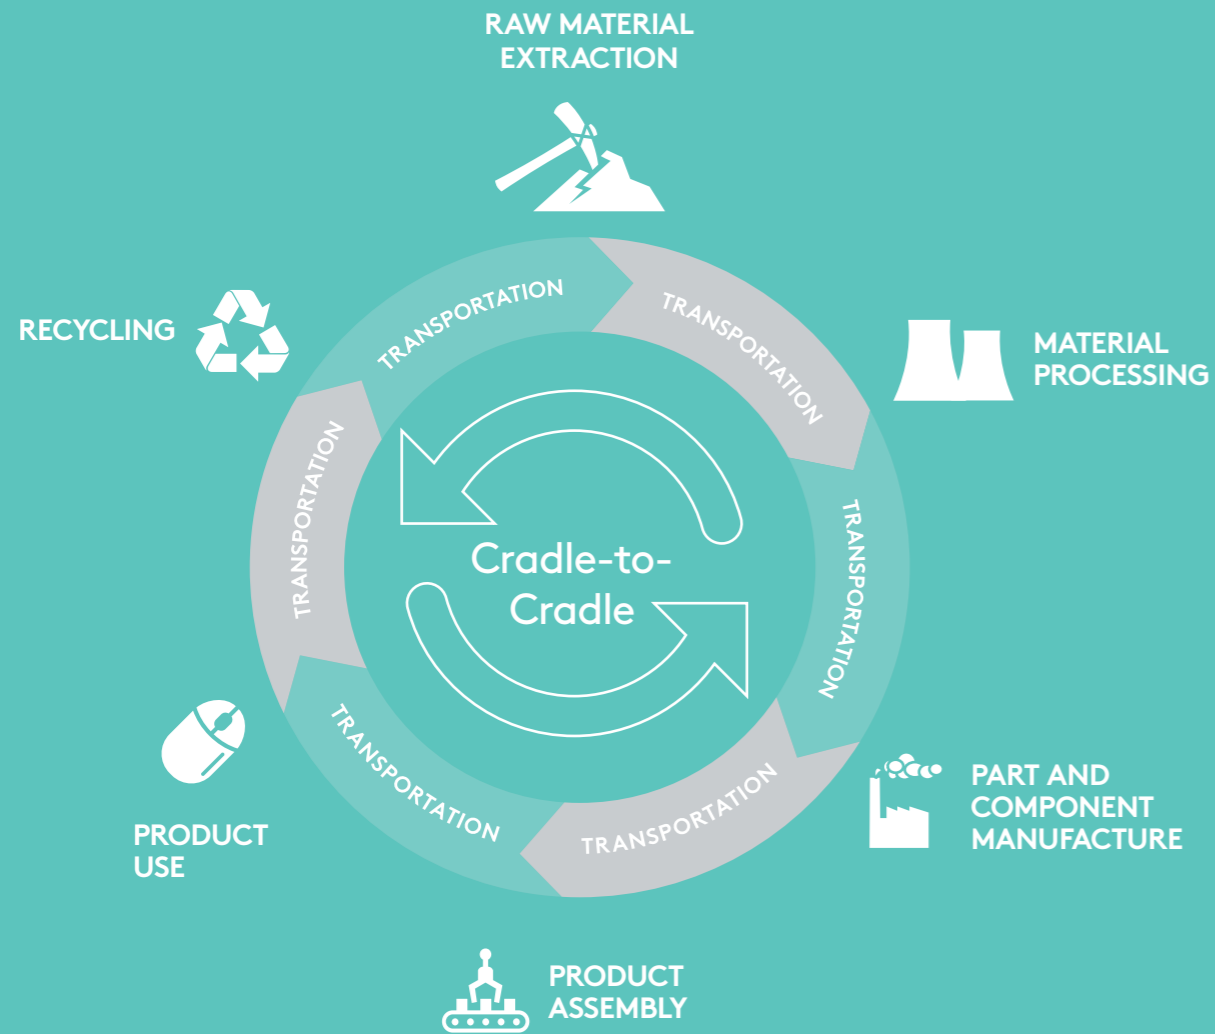 RAW MATERIAL
EXTRACTION
TRANSPORTATION
TRANSPORTATION
RECYCLING
MATERIAL
PROCESSING
TRANSPORTATION
TRANSPORTATION
Cradle-to-
Cradle
TRANSPORTATION
TRANSPORTATION
PART AND
COMPONENT
MANUFACTURE
PRODUCT
USE
PRODUCT
ASSEMBLY